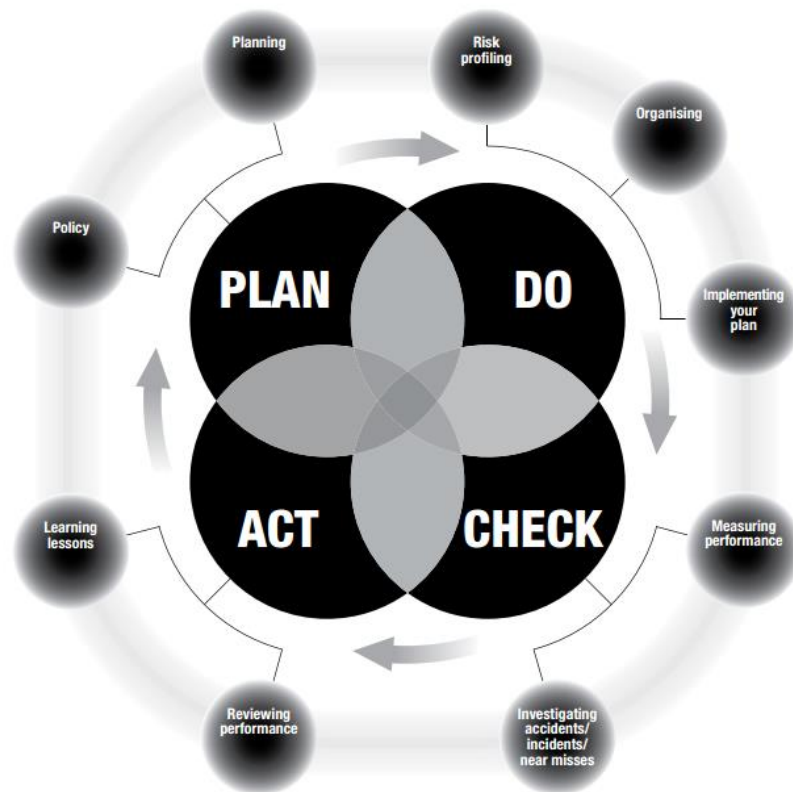 Planning
Risk
profiling
Organising
Policy
PLAN
DO
Implementing
your
plan
Learning
lessons
ACT
CHECK
Measuring
performance
Reviewing
performance
Investigating
accidents/
incidents/
near misses